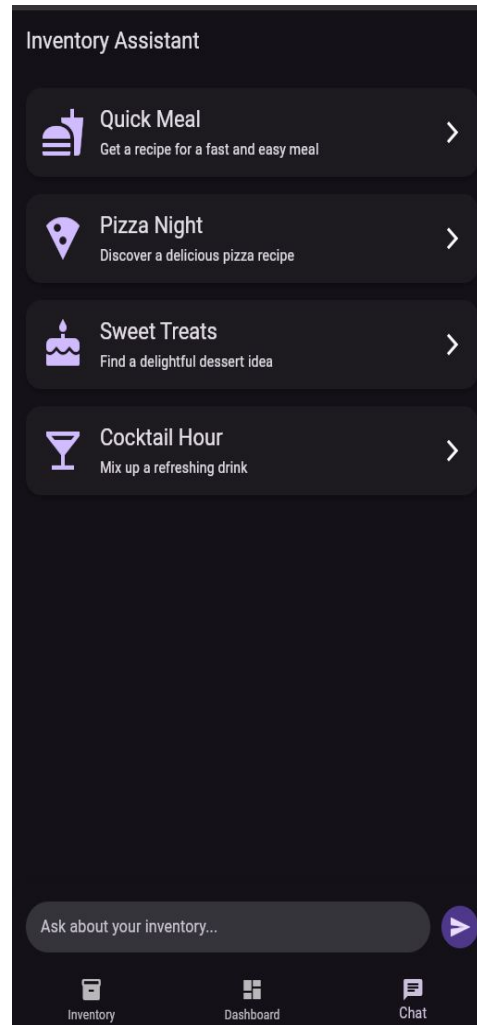 Inventory Assistant
Quick Meal
Get a recipe for a fast and easy meal
Pizza Night
Discover a delicious pizza recipe
Sweet Treats
Find a delightful dessert idea
Cocktail Hour
Mix up a refreshing drink
Ask about your inventory...
Inventory
Dashboard
Chat